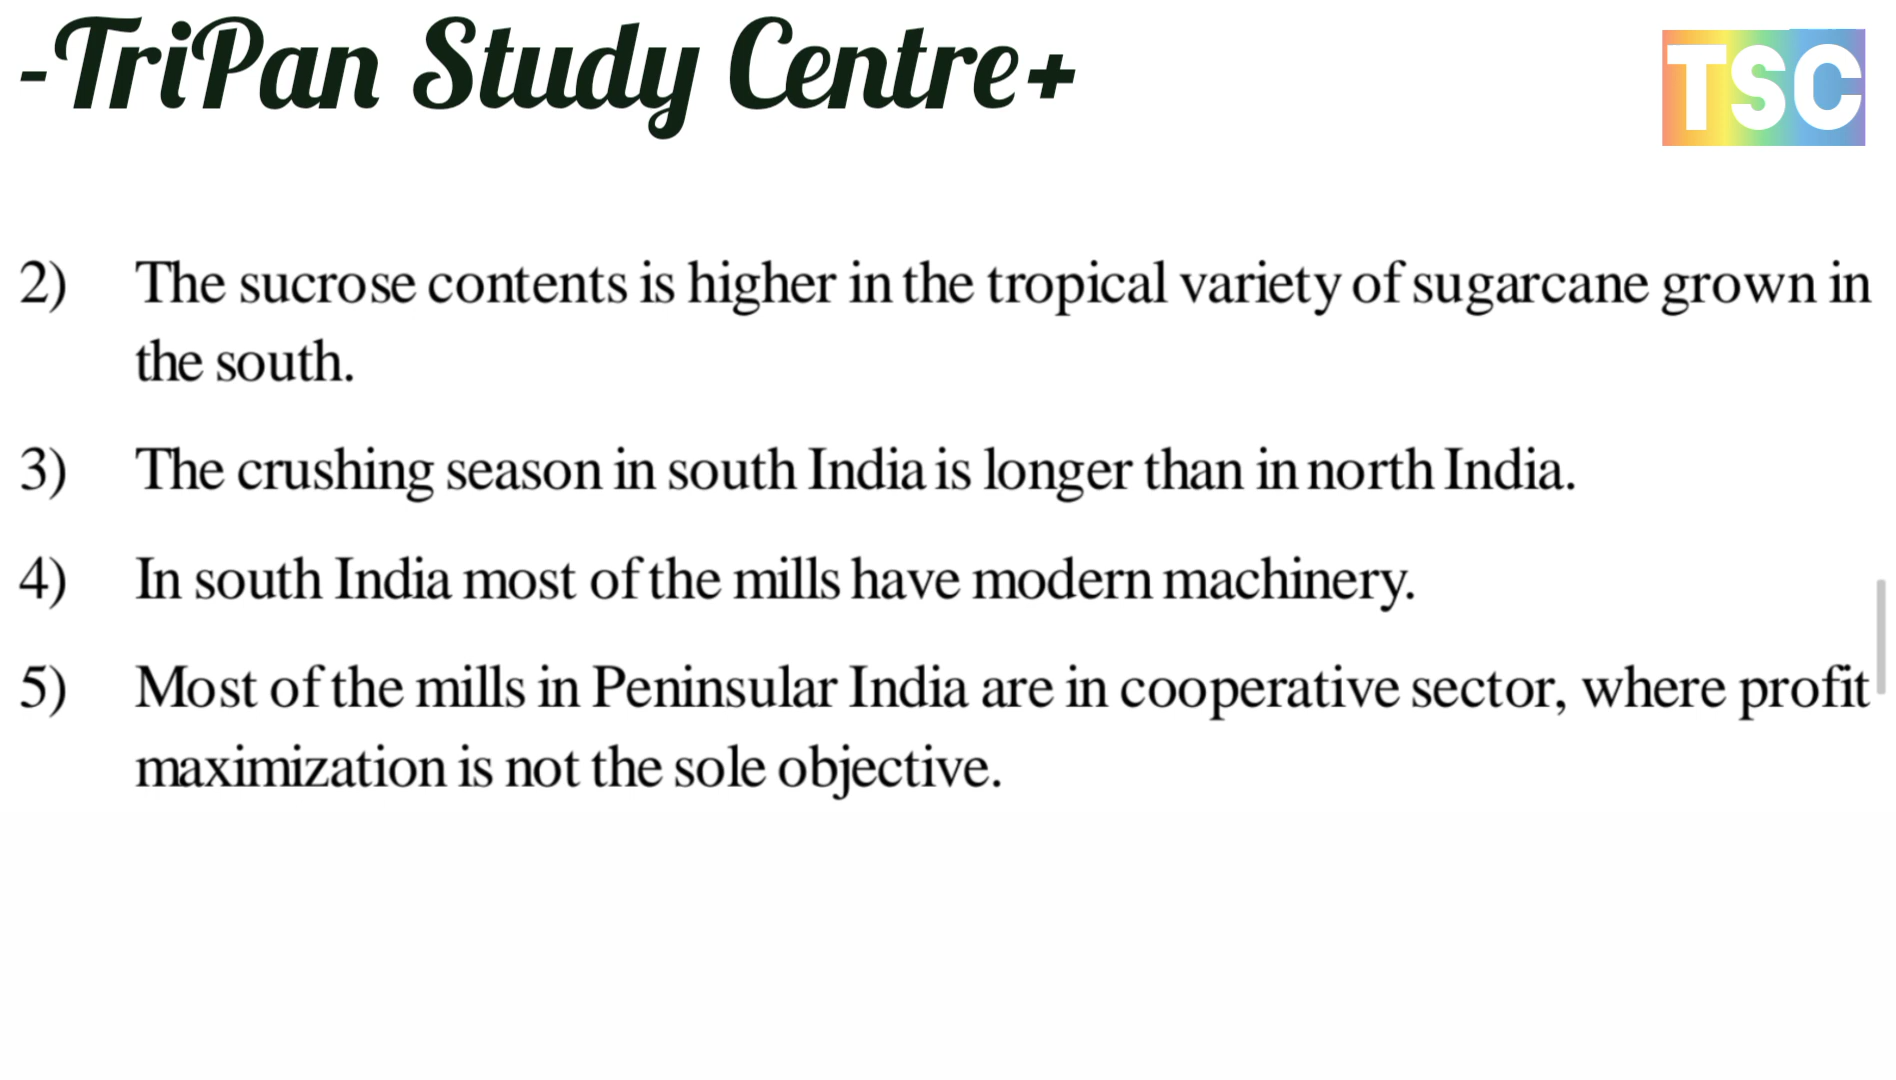 -TriPan Study Centre+
TSC
2) The sucrose contents is higher in the tropical variety of sugarcane grown in
the south.
3) The crushing season in south India is longer than in north India.
4) In south India most of the mills have modern machinery.
5) Most of the mills in Peninsular India are in cooperative sector, where profit
maximization is not the sole objective.